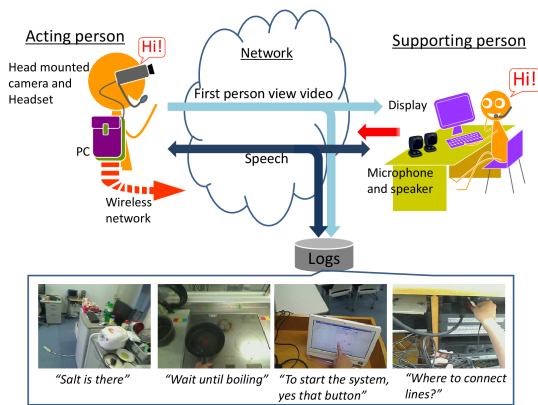 Acting person
Hi!
Head mounted
camera and
Headset
PC
Wireless
network
Network
First person view video
Speech
Supporting person
Hi!
Display
Microphone
and speaker
Logs
“Salt is there”
“Wait until boiling”
“To start the system,
yes that button”
“Where to connect
lines?”